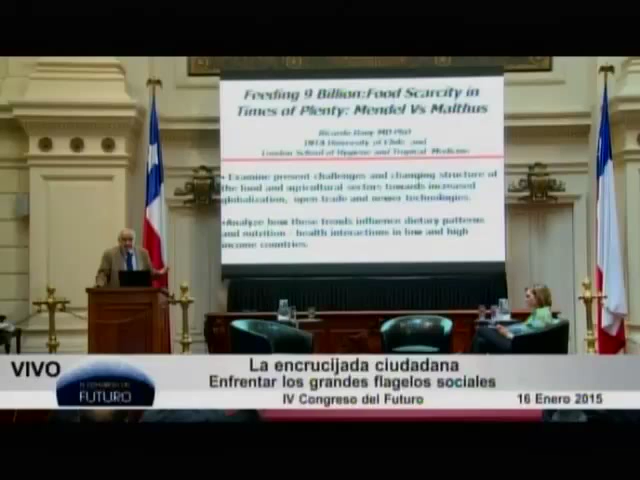 Feeding 9 Billion:Food Scarcity in
Times of Plenty: Mendel Vs Malthus
Ricardo Uauy MD PhD
INTA University of Chile and
London School of Hygiene and Tropical Medicine
• Examine present challenges and changing structure of
the food and agricultural sectors towards increased
globalization, open trade and newer technologies.
•Analyze how these trends influence dietary patterns
and nutrition - health interactions in low and high
income countries.
VIVO
IV CONGRESO DEL
FUTURO
La encrucijada ciudadana
Enfrentar los grandes flagelos sociales
IV Congreso del Futuro
16 Enero 2015